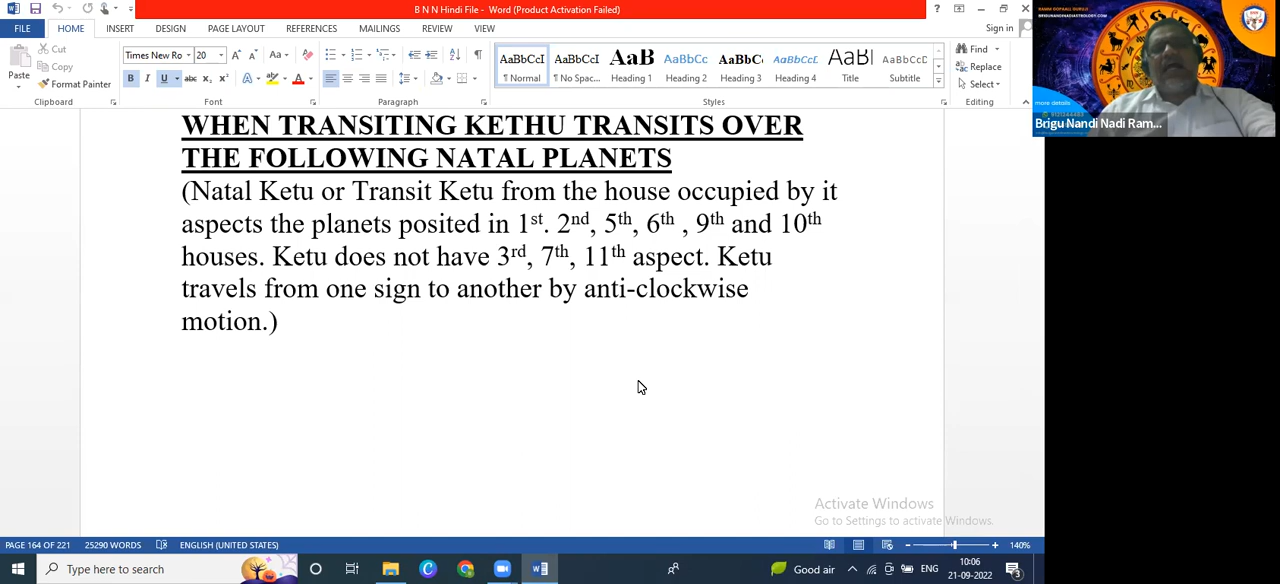 B N N Hindi File - Word (Product Activation Failed)
Sign in
FILE HOME INSERT DESIGN PAGE LAYOUT REFERENCES MAILINGS REVIEW VIEW
Paste
Cut
Copy
Format Painter
Clipboard
Times New Ro 20
Font
Paragraph
AaBbCcI AaBbCcI AaB AaBbCc AaBbC AaBbCcI AaBl AaBbCcD
¶ Normal ¶ No Spac... Heading 1 Heading 2 Heading 3 Heading 4 Title Subtitle
Styles
Find
Replace
Select
Editing
WHEN TRANSITING KETHU TRANSITS OVER
THE FOLLOWING NATAL PLANETS
(Natal Ketu or Transit Ketu from the house occupied by it
aspects the planets posited in 1st. 2nd, 5th, 6th , 9th and 10th
houses. Ketu does not have 3rd, 7th, 11th aspect. Ketu
travels from one sign to another by anti-clockwise
motion.)
Activate Windows
Go to Settings to activate Windows.
more details
Brigu Nandi Nadi Ram...
PAGE 164 OF 221 25290 WORDS ENGLISH (UNITED STATES) 140%
Type here to search
Good air
ENG
10:06
21-09-2022